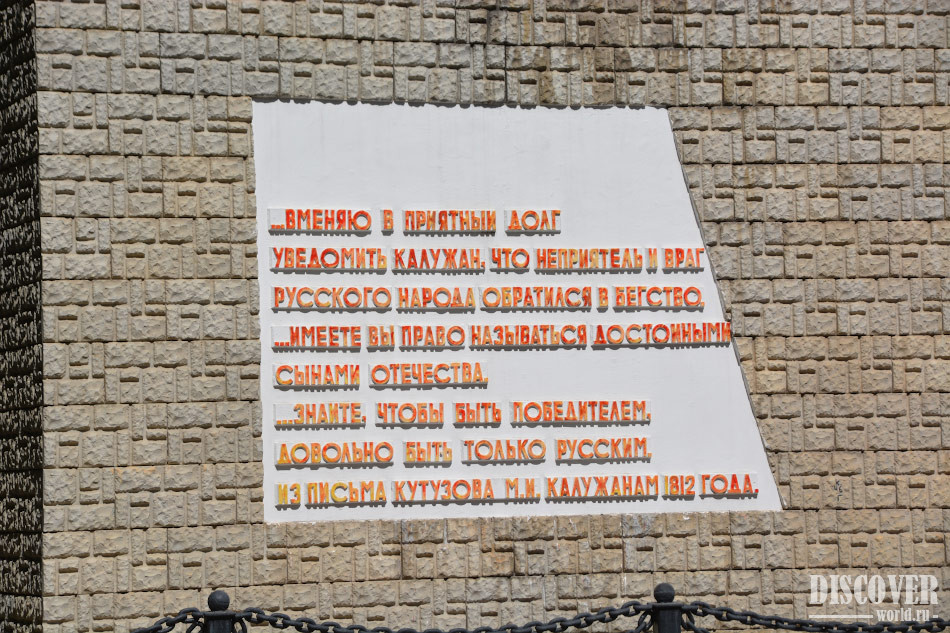 ...ВМЕНЯЮ В ПРИЯТНЫЙ ДОЛГ
УВЕДОМИТЬ КАЛУЖАН, ЧТО НЕПРИЯТЕЛЬ И ВРАГ
РУССКОГО НАРОДА ОБРАТИЛСЯ В БЕГСТВО,
...ИМЕЕТЕ ВЫ ПРАВО НАЗЫВАТЬСЯ ДОСТОЙНЫМИ
СЫНАМИ ОТЕЧЕСТВА.
...ЗНАЙТЕ, ЧТОБЫ БЫТЬ ПОБЕДИТЕЛЕМ,
ДОВОЛЬНО БЫТЬ ТОЛЬКО РУССКИМ.
ИЗ ПИСЬМА КУТУЗОВА М.И. КАЛУЖАНАМ 1812 ГОДА.
DISCOVER
world.ru